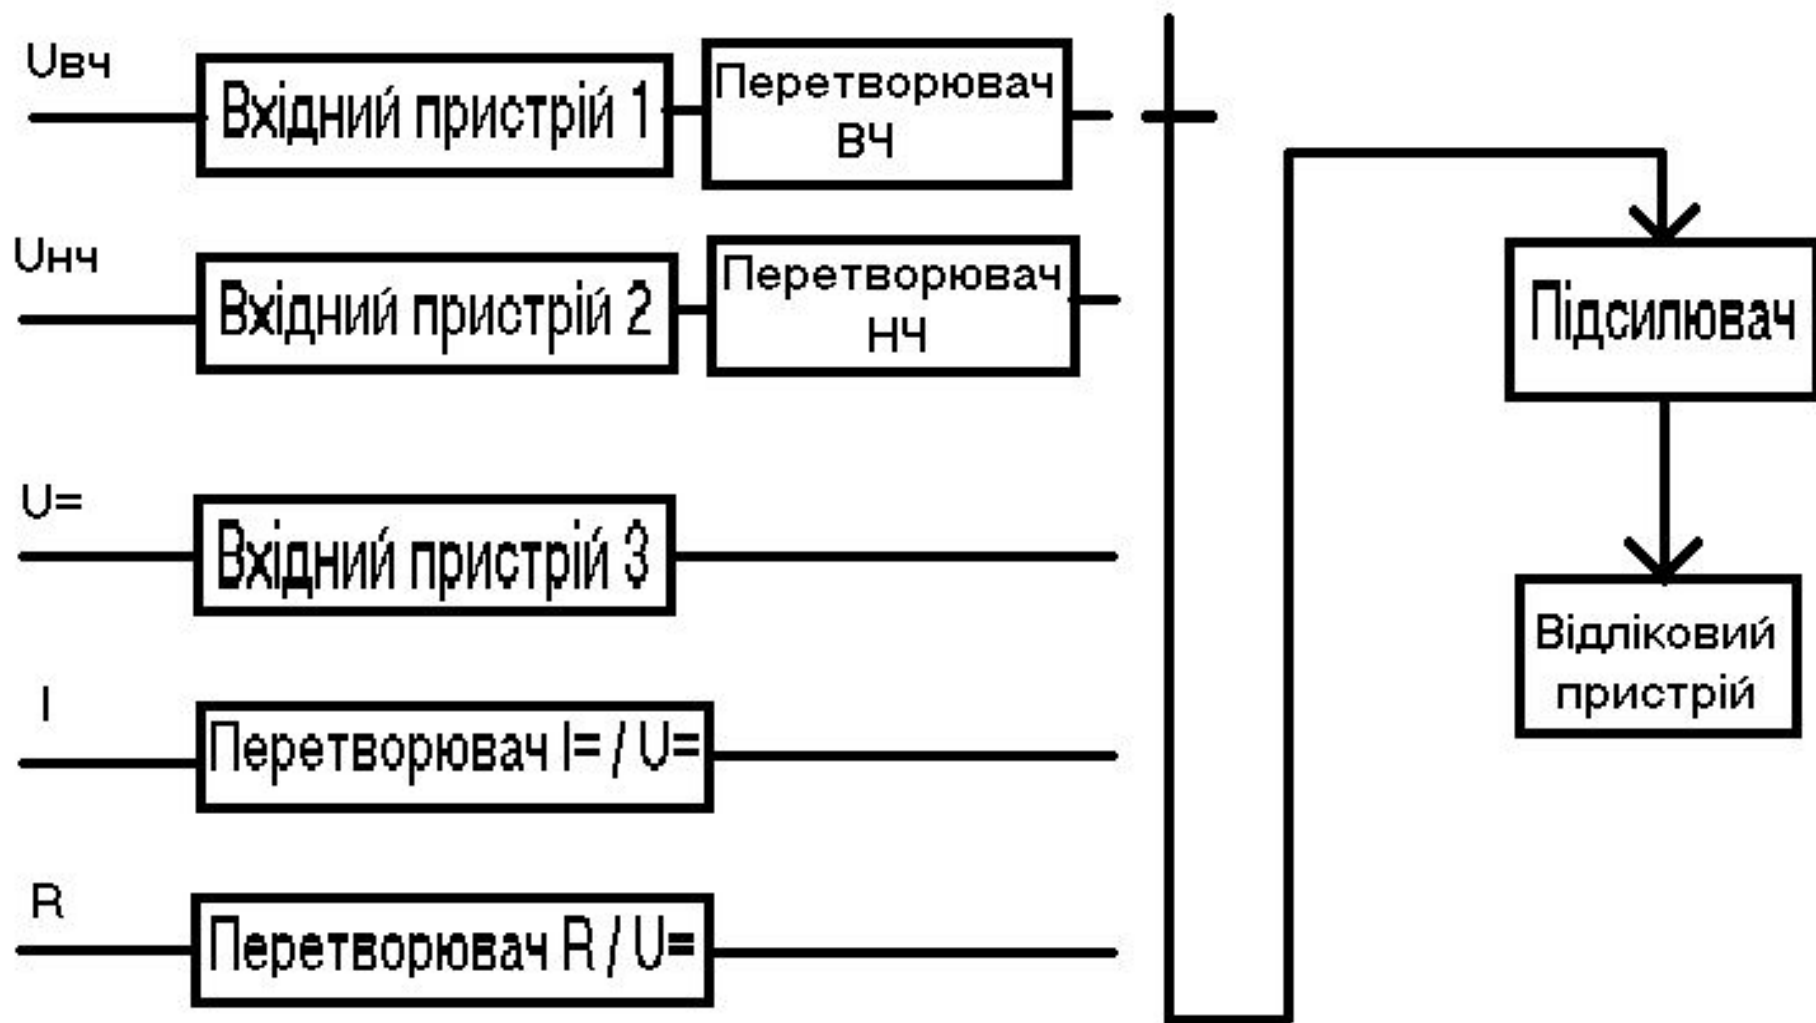 Uвч
Вхідний пристрій 1
Перетворювач
ВЧ
Uнч
Вхідний пристрій 2
Перетворювач
НЧ
Підсилювач
U=
Вхідний пристрій 3
Відліковий
пристрій
I
Перетворювач I= / U=
R
Перетворювач R / U=